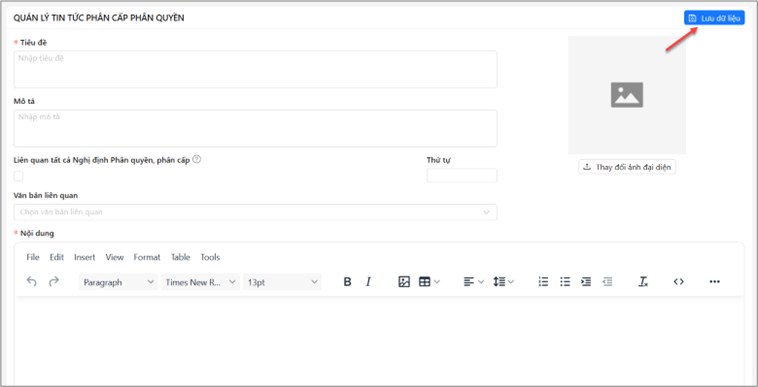 QUẢN LÝ TIN TỨC PHÂN CẤP PHÂN QUYỀN
Lưu dữ liệu
* Tiêu đề
Nhập tiêu đề
Mô tả
Nhập mô tả
Thay đổi ảnh đại diện
Liên quan tất cả Nghị định Phân quyền, phân cấp ?
Thứ tự
Văn bản liên quan
Chọn văn bản liên quan
* Nội dung
File Edit Insert View Format Table Tools
Paragraph Times New R... 13pt B I